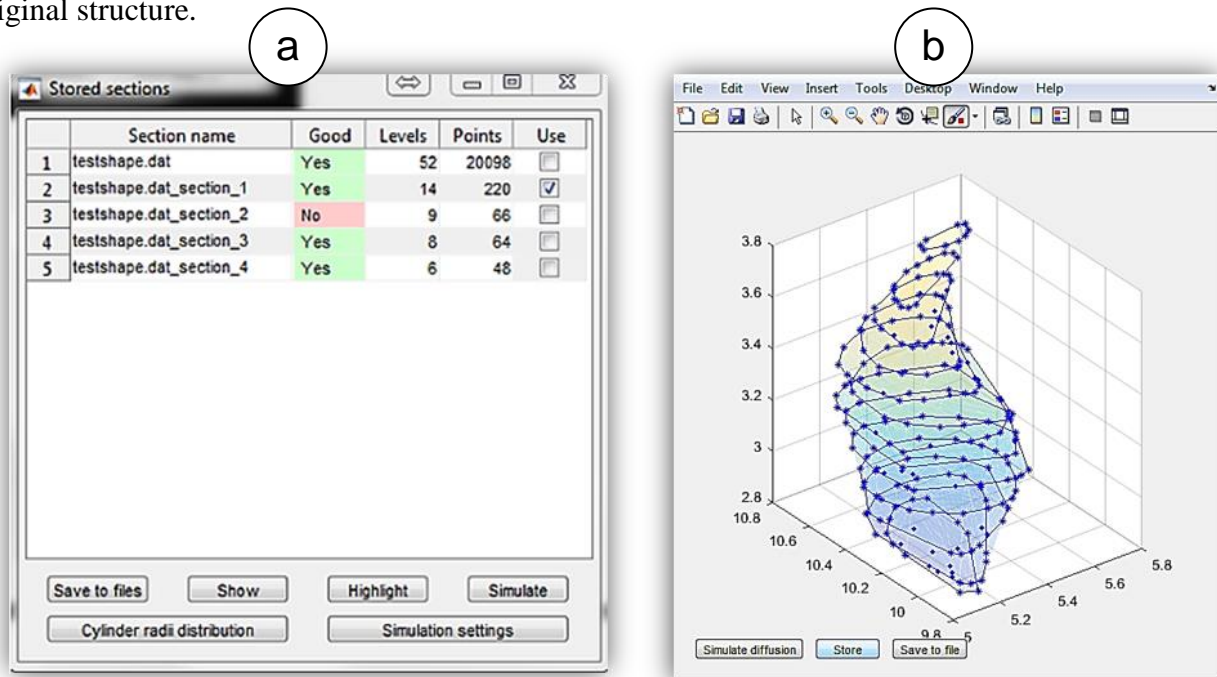 iginal structure.
a
b
Stored sections
Section name Good Levels Points Use
1 testshape.dat Yes 52 20098
2 testshape.dat_section_1 Yes 14 220
3 testshape.dat_section_2 No 9 66
4 testshape.dat_section_3 Yes 8 64
5 testshape.dat_section_4 Yes 6 48
Save to files Show Highlight Simulate
Cylinder radii distribution Simulation settings
File Edit View Insert Tools Desktop Window Help
3.8
3.6
3.4
3.2
3
2.8
10.8
10.6
10.4
10.2
10
9.8
5
5.2
5.4
5.6
5.8
Simulate diffusion Store Save to file